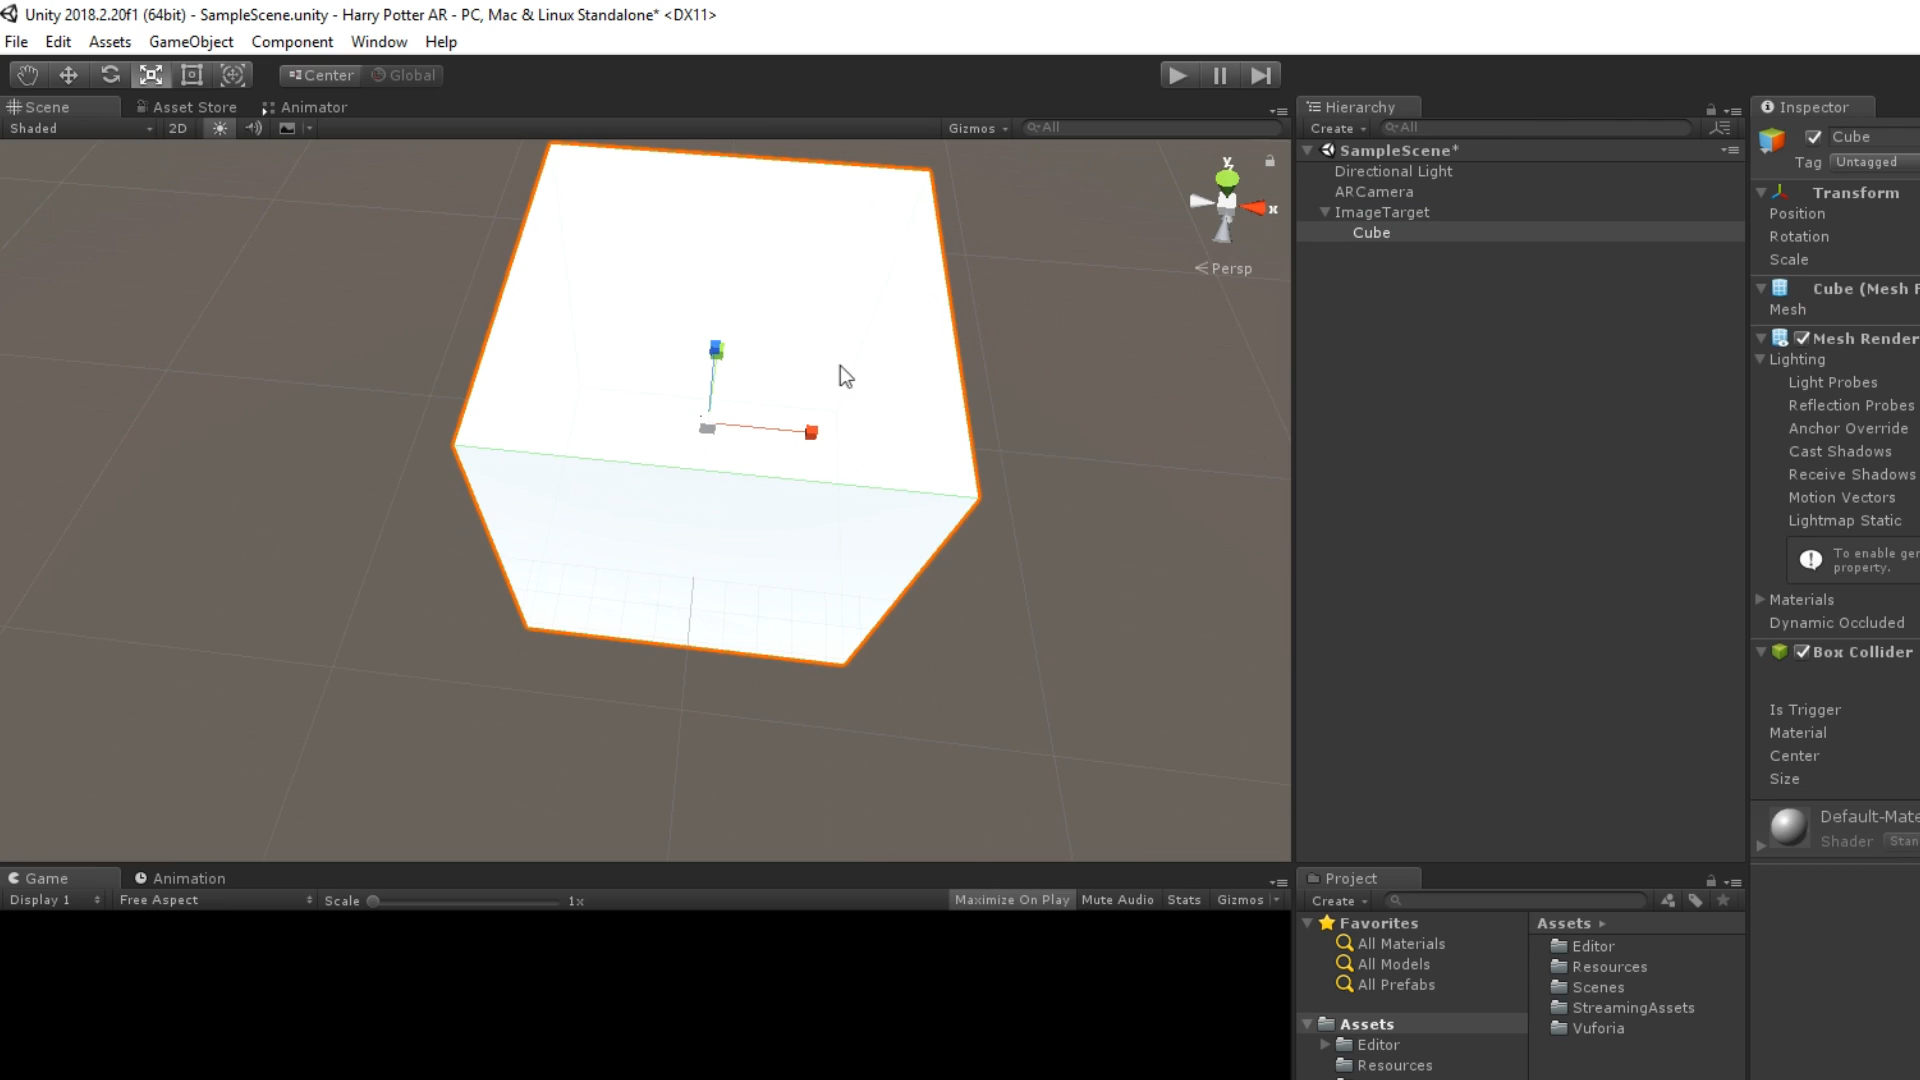 Unity 2018.2.20f1 (64bit) - SampleScene.unity - Harry Potter AR - PC, Mac & Linux Standalone* <DX11>
File Edit Assets GameObject Component Window Help
Center Global
Scene Asset Store Animator
Shaded 2D Gizmos All
y
x
Persp
Hierarchy
Create All
SampleScene*
Directional Light
ARCamera
ImageTarget
Cube
Inspector
Cube
Tag Untagged
Transform
Position
Rotation
Scale
Cube (Mesh F
Mesh
Mesh Render
Lighting
Light Probes
Reflection Probes
Anchor Override
Cast Shadows
Receive Shadows
Motion Vectors
Lightmap Static
To enable ger
property.
Materials
Dynamic Occluded
Box Collider
Is Trigger
Material
Center
Size
Default-Mate
Shader Stan
Game Animation
Display 1 Free Aspect Scale 1x Maximize On Play Mute Audio Stats Gizmos
Project
Create
Favorites
All Materials
All Models
All Prefabs
Assets
Editor
Resources
Assets
Editor
Resources
Scenes
StreamingAssets
Vuforia